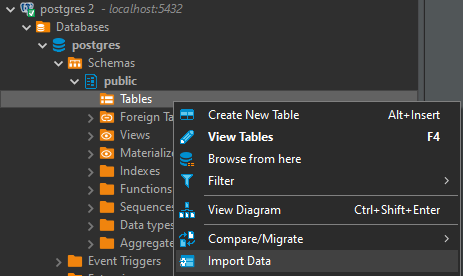 postgres 2 - localhost:5432
Databases
postgres
Schemas
public
Tables
Foreign Ta
Views
Materialize
Indexes
Functions
Sequences
Data types
Aggregate
Event Triggers
Create New Table Alt+Insert
View Tables F4
Browse from here
Filter
View Diagram Ctrl+Shift+Enter
Compare/Migrate
Import Data